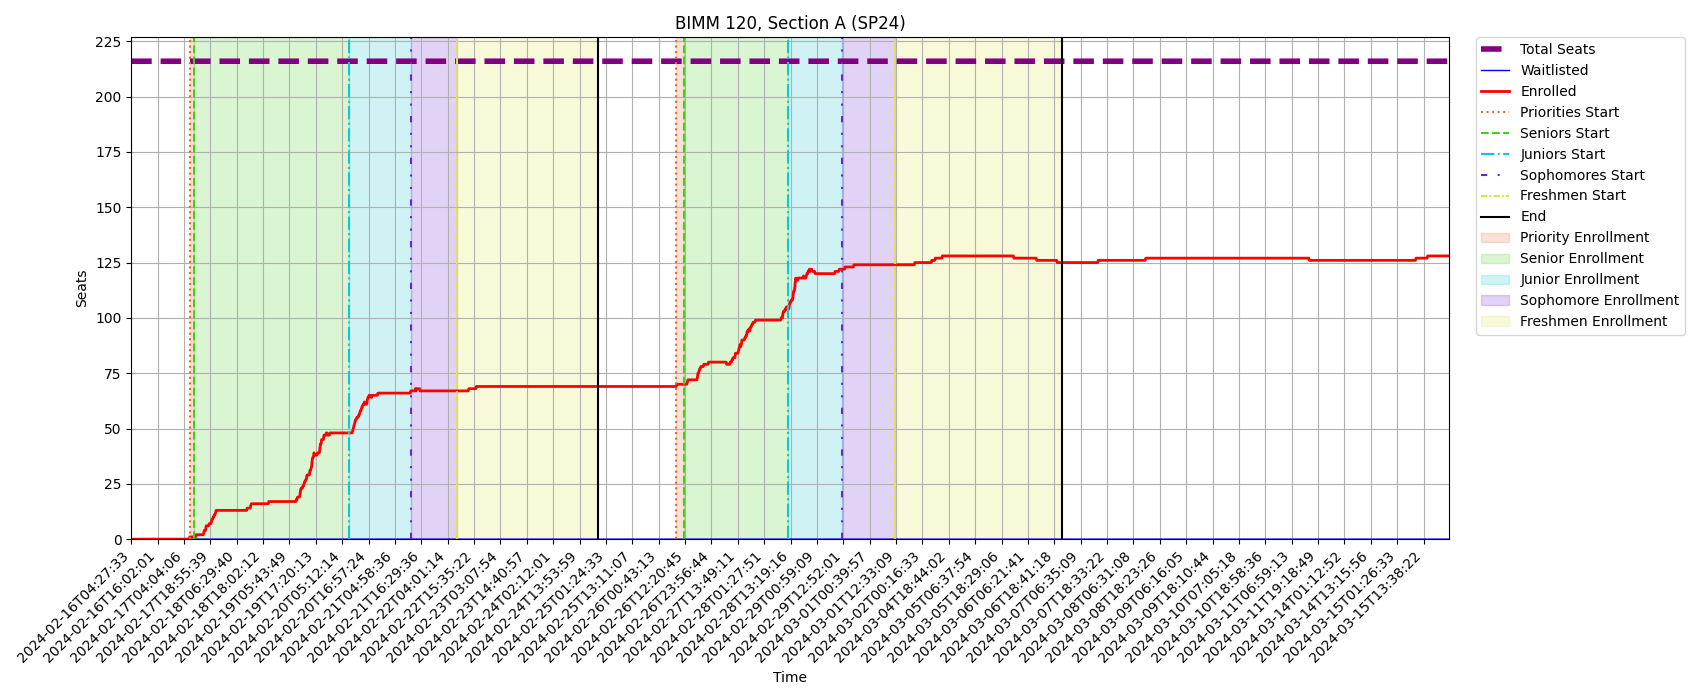 BIMM 120, Section A (SP24)
225
200
175
150
125
100
75
50
25
0
Seats
2024-02-16T04:27:33
2024-02-16T16:02:01
2024-02-17T04:04:06
2024-02-17T18:55:39
2024-02-18T06:29:40
2024-02-18T18:02:12
2024-02-19T05:43:49
2024-02-19T17:20:13
2024-02-20T05:12:14
2024-02-20T16:57:24
2024-02-21T04:58:36
2024-02-21T16:29:36
2024-02-22T04:01:14
2024-02-22T15:35:22
2024-02-23T03:07:54
2024-02-23T14:40:57
2024-02-24T02:12:01
2024-02-24T13:53:59
2024-02-25T01:24:33
2024-02-25T13:11:07
2024-02-26T00:43:13
2024-02-26T12:20:45
2024-02-26T23:56:44
2024-02-27T13:49:11
2024-02-28T01:27:51
2024-02-28T13:19:16
2024-02-29T00:59:09
2024-02-29T12:52:01
2024-03-01T00:39:57
2024-03-01T12:33:09
2024-03-02T00:16:33
2024-03-04T18:44:02
2024-03-05T06:37:54
2024-03-05T18:29:06
2024-03-06T06:21:41
2024-03-06T18:41:18
2024-03-07T06:35:09
2024-03-07T18:33:22
2024-03-08T06:31:08
2024-03-08T18:23:26
2024-03-09T06:16:05
2024-03-09T18:10:44
2024-03-10T07:05:18
2024-03-10T18:58:36
2024-03-11T06:59:13
2024-03-11T19:18:49
2024-03-14T01:12:52
2024-03-14T13:15:56
2024-03-15T01:26:33
2024-03-15T13:38:22
Time
Total Seats
Waitlisted
Enrolled
Priorities Start
Seniors Start
Juniors Start
Sophomores Start
Freshmen Start
End
Priority Enrollment
Senior Enrollment
Junior Enrollment
Sophomore Enrollment
Freshmen Enrollment